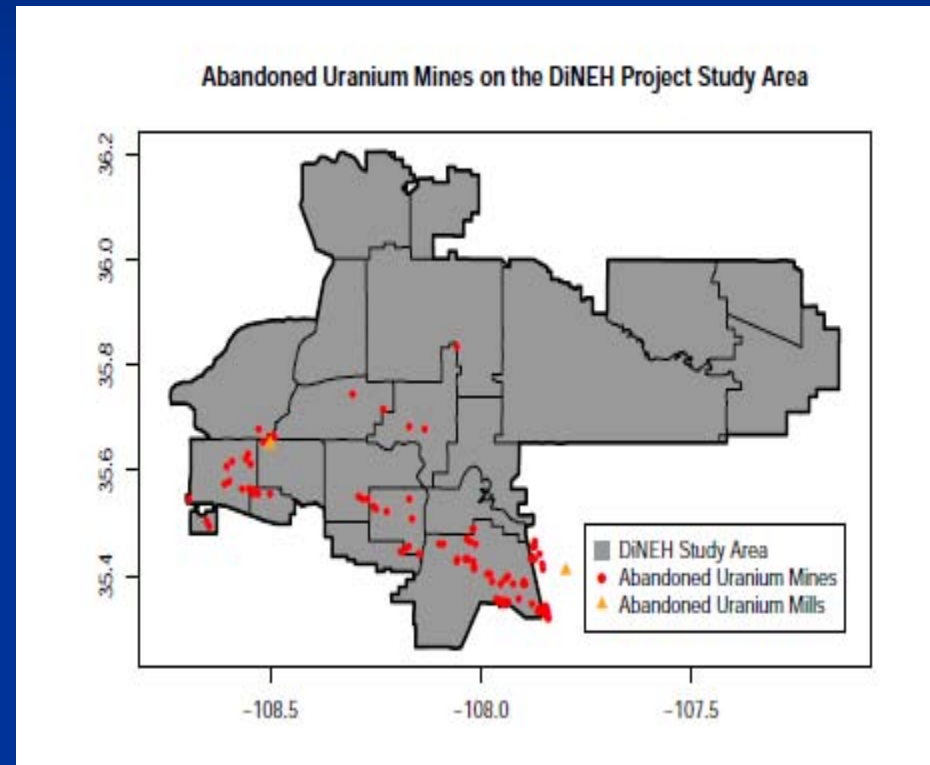 Abandoned Uranium Mines on the DiNEH Project Study Area
36.2
36.0
35.8
35.6
35.4
DiNEH Study Area
Abandoned Uranium Mines
Abandoned Uranium Mills
-108.5
-108.0
-107.5